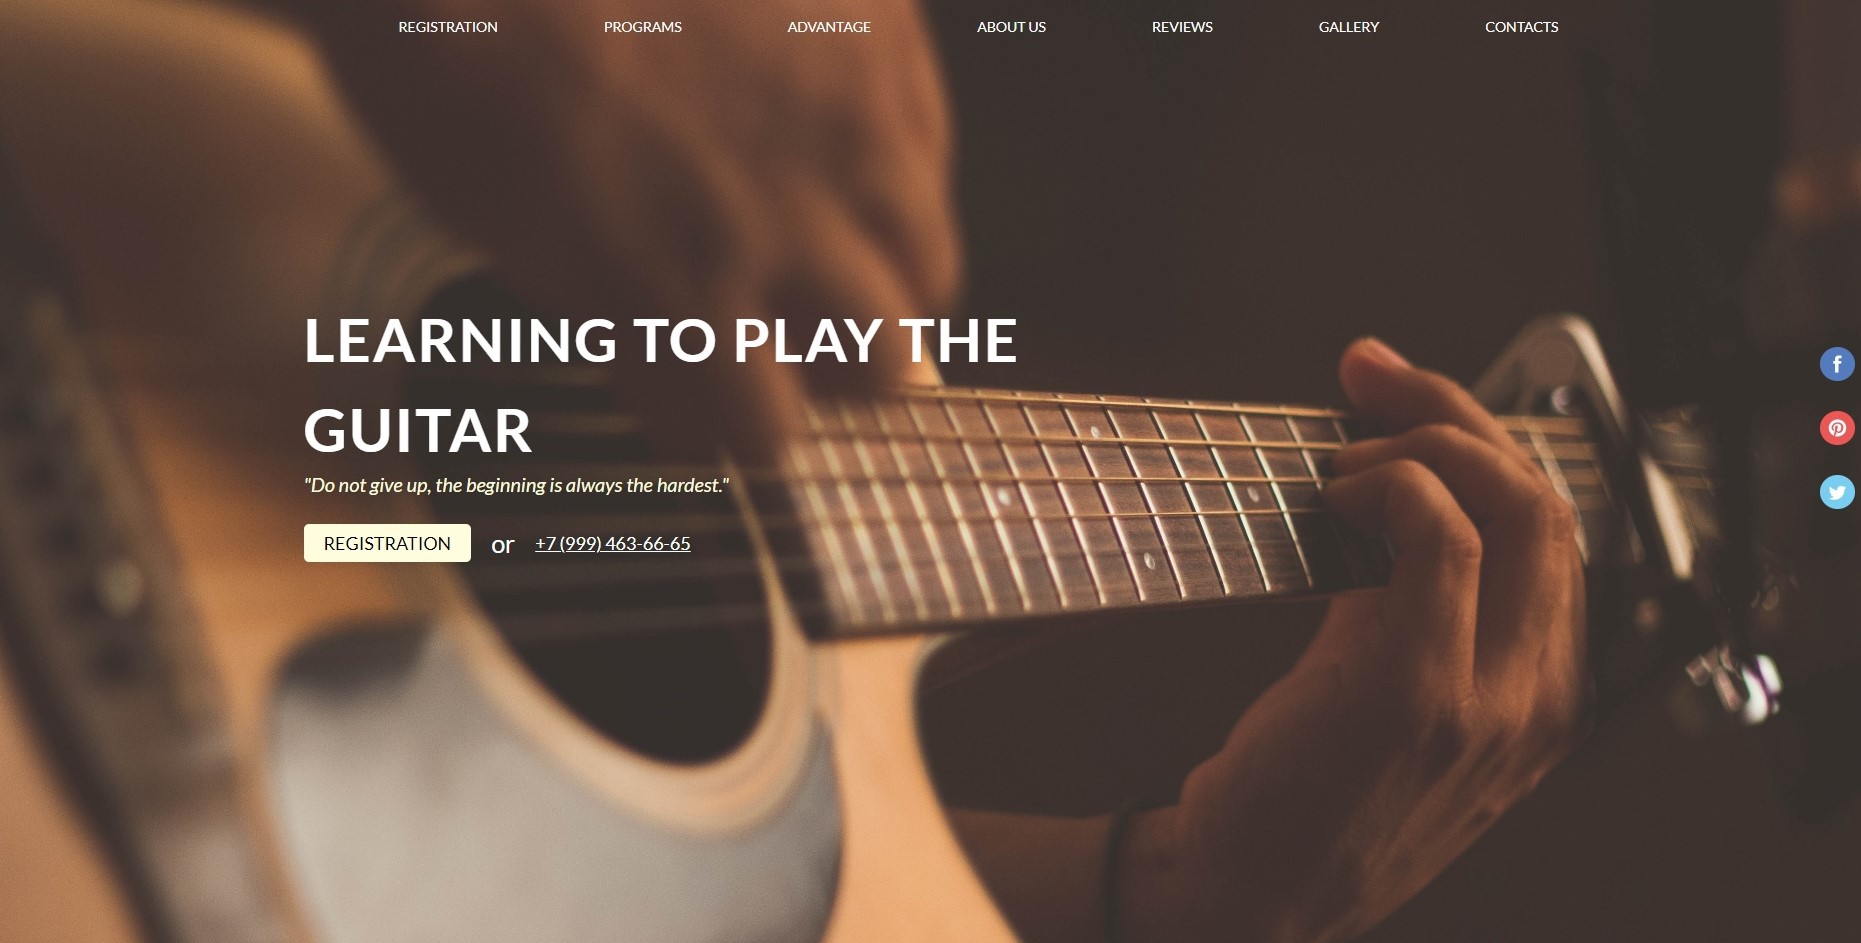 REGISTRATION PROGRAMS ADVANTAGE ABOUT US REVIEWS GALLERY CONTACTS
LEARNING TO PLAY THE
GUITAR
"Do not give up, the beginning is always the hardest."
REGISTRATION or +7 (999) 463-66-65